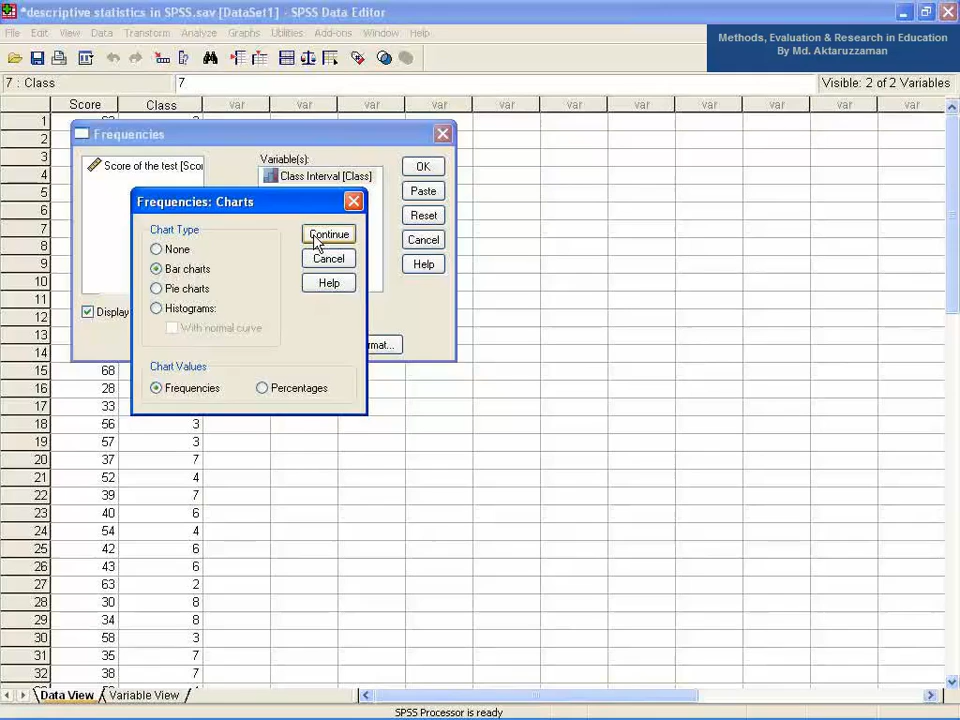 *descriptive statistics in SPSS.sav [DataSet1] - SPSS Data Editor
File Edit View Data Transform Analyze Graphs Utilities Add-ons Window Help
Methods, Evaluation & Research in Education
By Md. Aktaruzzaman
7 : Class 7 Visible: 2 of 2 Variables
Score Class var var var var var var var var var var var
1
2
3
4
5
6
7
8
9
10
11
12
13
14
Frequencies
Score of the test [Scor
Variable(s):
Class Interval [Class]
OK
Paste
Reset
Cancel
Help
Display
rmat...
Frequencies: Charts
Chart Type
None
Bar charts
Pie charts
Histograms:
With normal curve
Continue
Cancel
Help
Chart Values
Frequencies Percentages
15 68
16 28
17 33
18 56 3
19 57 3
20 37 7
21 52 4
22 39 7
23 40 6
24 54 4
25 42 6
26 43 6
27 63 2
28 30 8
29 34 8
30 58 3
31 35 7
32 38 7
Data View Variable View
SPSS Processor is ready